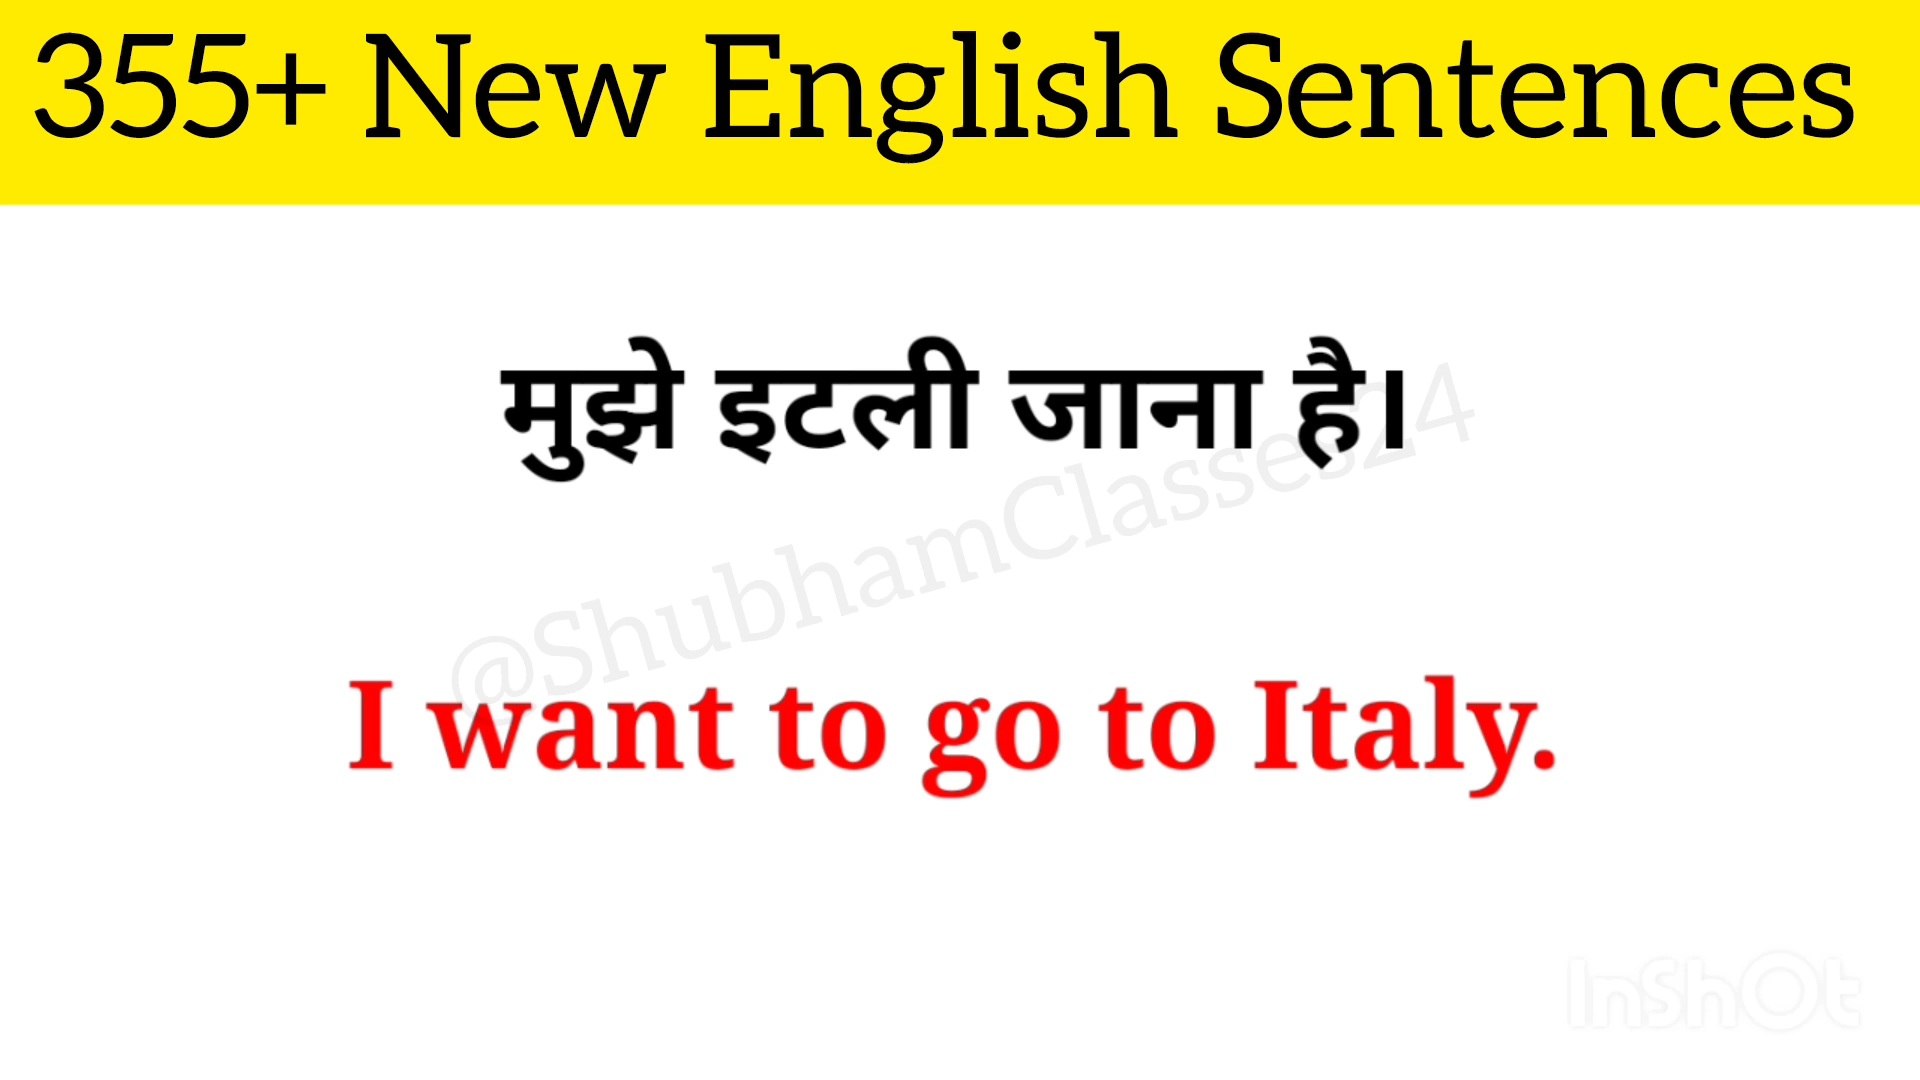 355+ New English Sentences
मुझे इटली जाना है।
@ShubhamClasses24
I want to go to Italy.
InShOt